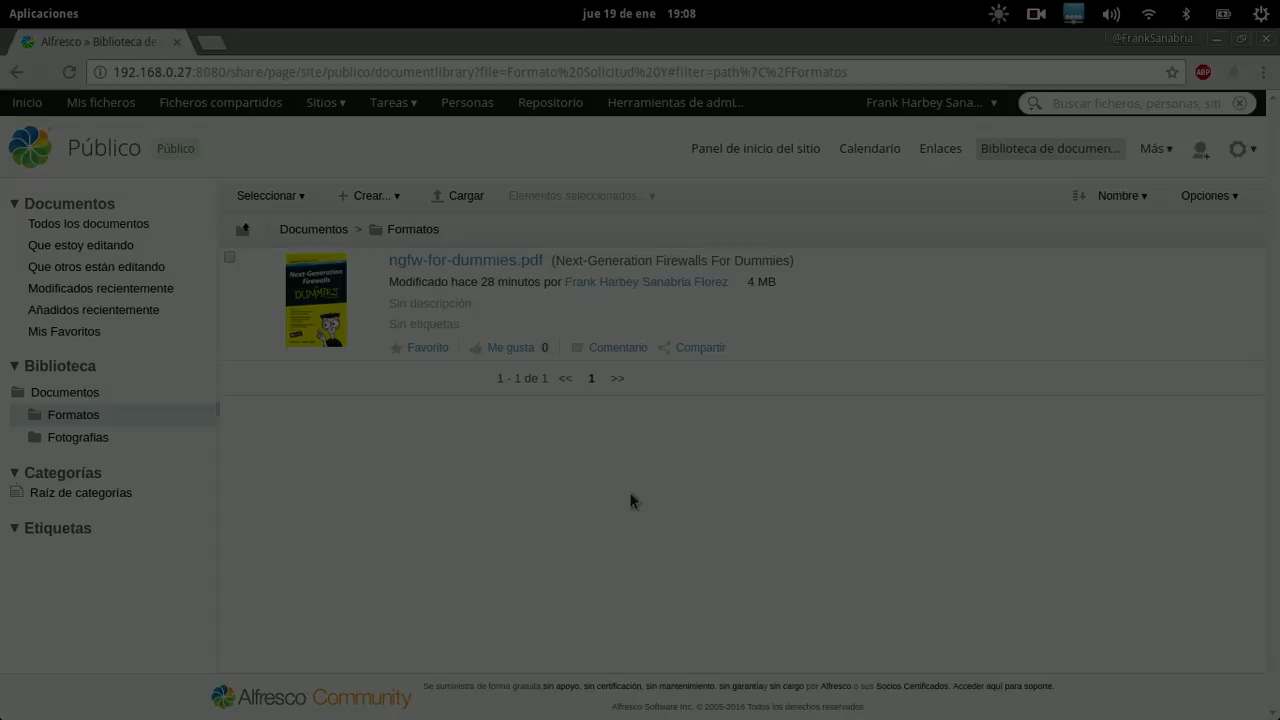 Aplicaciones
jue 19 de ene 19:08
Alfresco » Biblioteca de
@FrankSanabria
192.168.0.27:8080/share/page/site/publico/documentlibrary?file=Formato%20Solicitud%20Y#filter=path%7C%2FFormatos
ABP
Inicio Mis ficheros Ficheros compartidos Sitios ▾ Tareas ▾ Personas Repositorio Herramientas de admi... Frank Harbey Sana... ▾ Buscar ficheros, personas, siti
Público Público
Panel de inicio del sitio Calendario Enlaces Biblioteca de documen... Más ▾
Seleccionar ▾ Crear... ▾ Cargar Elementos seleccionados... ▾ Nombre ▾ Opciones ▾
Documentos > Formatos
▼ Documentos
Todos los documentos
Que estoy editando
Que otros están editando
Modificados recientemente
Añadidos recientemente
Mis Favoritos
▼ Biblioteca
Documentos
Formatos
Fotografias
▼ Categorías
Raíz de categorías
▼ Etiquetas
Next-Generation
Firewalls
DUMMIES
ngfw-for-dummies.pdf (Next-Generation Firewalls For Dummies)
Modificado hace 28 minutos por Frank Harbey Sanabria Florez 4 MB
Sin descripción
Sin etiquetas
Favorito Me gusta 0 Comentario Compartir
1 - 1 de 1 << 1 >>
Alfresco Community
Se suministra de forma gratuita sin apoyo, sin certificación, sin mantenimiento, sin garantíay sin cargo por Alfresco o sus Socios Certificados. Acceder aquí para soporte.
Alfresco Software Inc. © 2005-2016 Todos los derechos reservados.